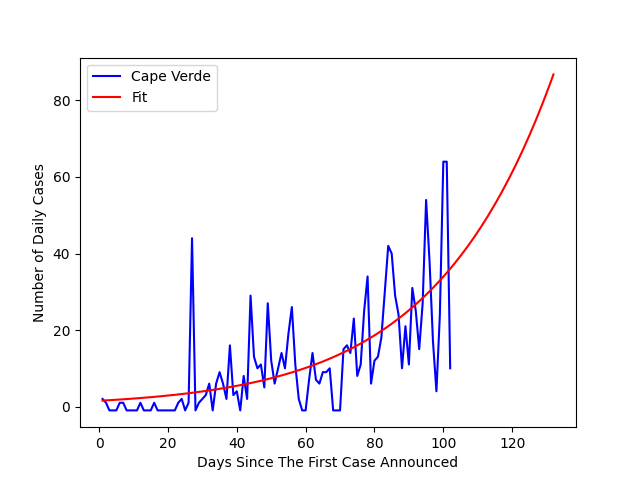 Cape Verde
Fit
Number of Daily Cases
80
60
40
20
0
0 20 40 60 80 100 120
Days Since The First Case Announced